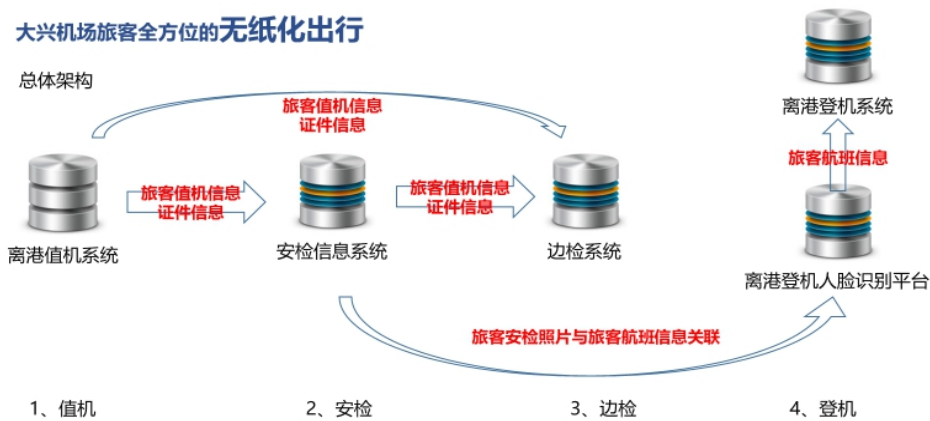 大兴机场旅客全方位的无纸化出行
总体架构
旅客值机信息
证件信息
离港登机系统
旅客航班信息
旅客值机信息
证件信息
旅客值机信息
证件信息
离港值机系统
安检信息系统
边检系统
离港登机人脸识别平台
旅客安检照片与旅客航班信息关联
1、值机
2、安检
3、边检
4、登机